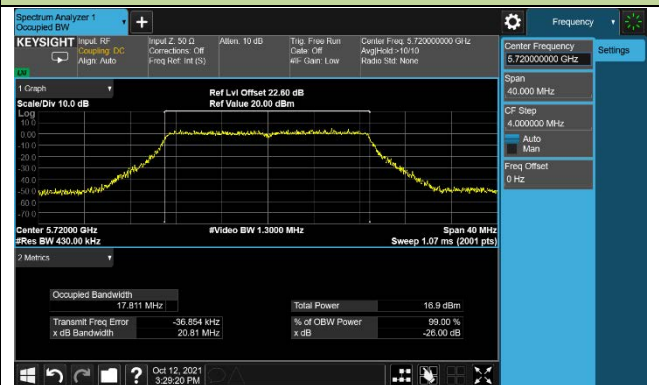 Spectrum Analyzer 1
Occupied BW
Frequency
KEYSIGHT
Input: RF
Coupling: DC
Align: Auto
Input Z: 50 Ω
Corrections: Off
Freq Ref: Int (S)
Atten: 10 dB
Trig: Free Run
Gate: Off
#IF Gain: Low
Center Freq: 5.720000000 GHz
Avg|Hold:>10/10
Radio Std: None
LXI
Center Frequency
5.720000000 GHz
Settings
Span
40.000 MHz
CF Step
4.000000 MHz
Auto
Man
Freq Offset
0 Hz
1 Graph
Scale/Div 10.0 dB
Ref Lvl Offset 22.60 dB
Ref Value 20.00 dBm
Log
10.0
0.00
-10.0
-20.0
-30.0
-40.0
-50.0
-60.0
-70.0
Center 5.72000 GHz
#Res BW 430.00 kHz
#Video BW 1.3000 MHz
Span 40 MHz
Sweep 1.07 ms (2001 pts)
2 Metrics
Occupied Bandwidth
17.811 MHz
Total Power 16.9 dBm
Transmit Freq Error -36.854 kHz
% of OBW Power 99.00 %
x dB Bandwidth 20.81 MHz
x dB -26.00 dB
Oct 12, 2021
3:29:20 PM